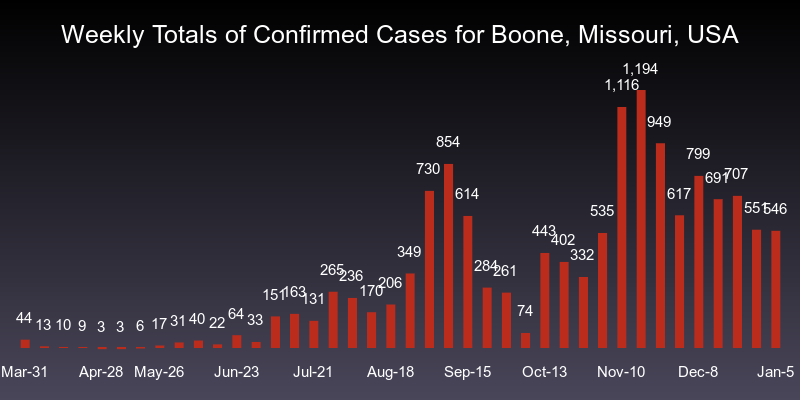 Weekly Totals of Confirmed Cases for Boone, Missouri, USA
44 13 10 9 3 3 6 17 31 40 22 64 33 151 163 131 265 236 170 206 349 730 854 614 284 261 74 443 402 332 535 1,116 1,194 949 617 799 691 707 551 546
Mar-31 Apr-28 May-26 Jun-23 Jul-21 Aug-18 Sep-15 Oct-13 Nov-10 Dec-8 Jan-5